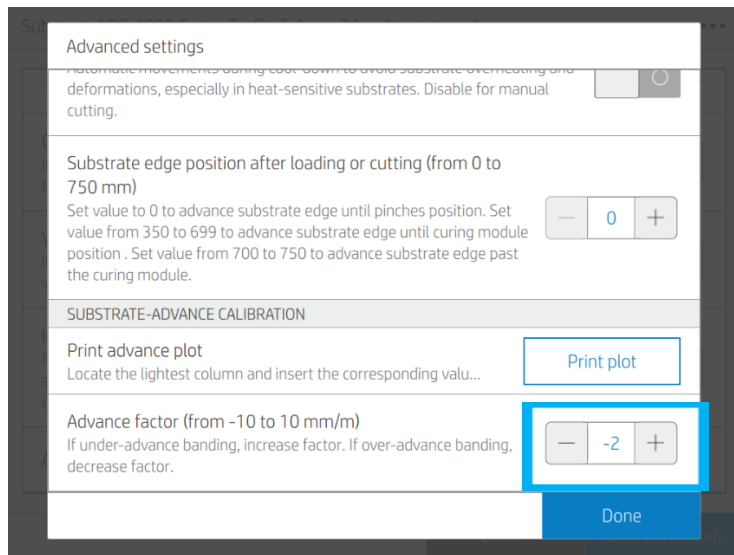 Advanced settings
Automatic movements during cool-down to avoid substrate overheating and
deformations, especially in heat-sensitive substrates. Disable for manual
cutting.
Substrate edge position after loading or cutting (from 0 to
750 mm)
Set value to 0 to advance substrate edge until pinches position. Set
value from 350 to 699 to advance substrate edge until curing module
position . Set value from 700 to 750 to advance substrate edge past
the curing module.
— 0 +
SUBSTRATE-ADVANCE CALIBRATION
Print advance plot
Locate the lightest column and insert the corresponding valu...
Print plot
Advance factor (from -10 to 10 mm/m)
If under-advance banding, increase factor. If over-advance banding,
decrease factor.
— -2 +
Done